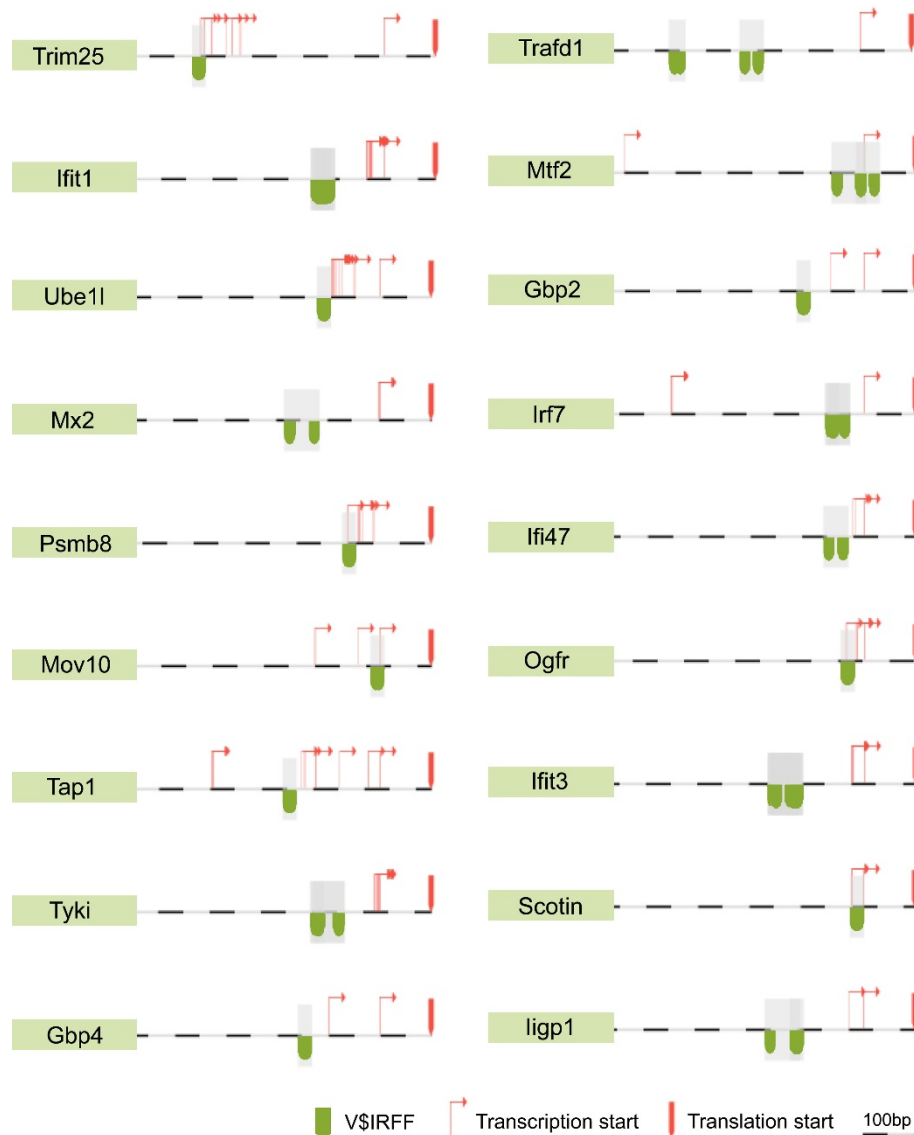 Trim25
Ifit1
Ube1l
Mx2
Psmb8
Mov10
Tap1
Tyki
Gbp4
Trafd1
Mtf2
Gbp2
Irf7
Ifi47
Ogfr
Ifit3
Scotin
Iigp1
V$IRFF
Transcription start
Translation start
100bp